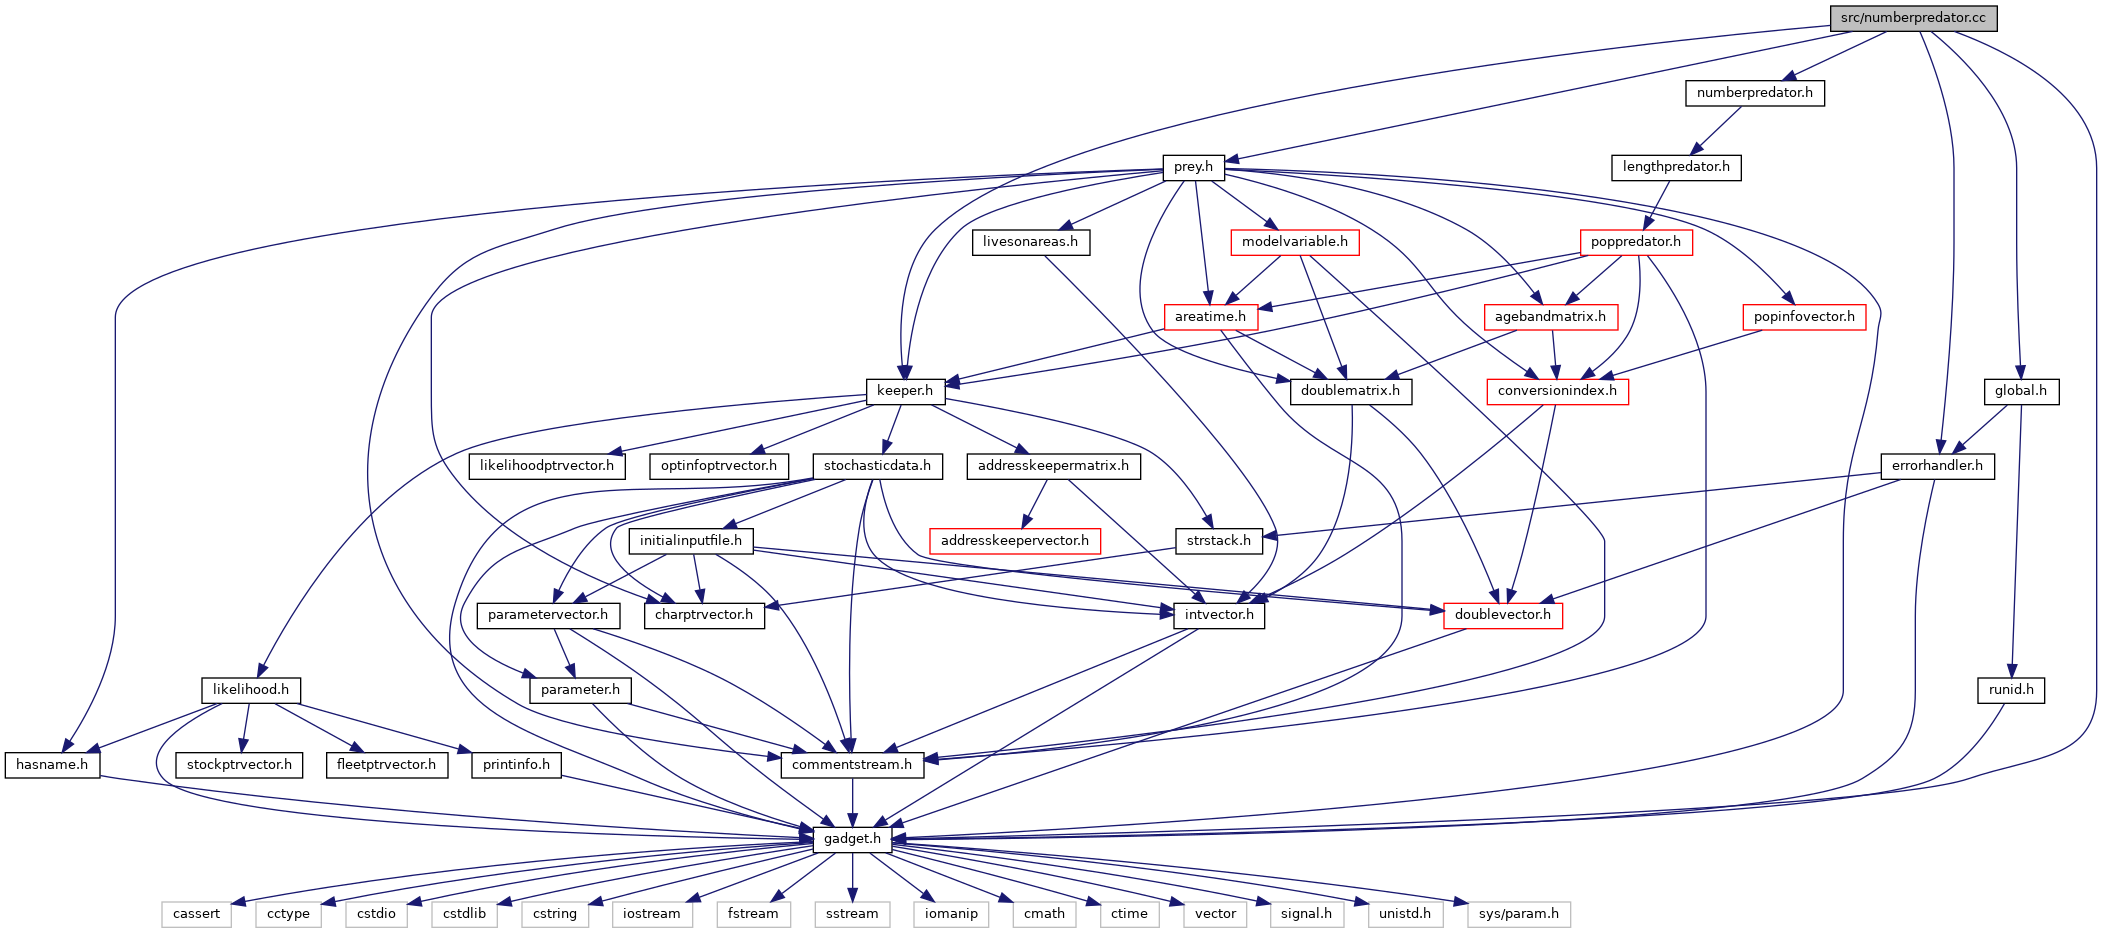 src/numberpredator.cc
numberpredator.h
prey.h
lengthpredator.h
livesonareas.h
modelvariable.h
poppredator.h
areatime.h
agebandmatrix.h
popinfovector.h
keeper.h
doublematrix.h
conversionindex.h
global.h
likelihoodptrvector.h
optinfoptrvector.h
stochasticdata.h
addresskeepermatrix.h
errorhandler.h
initialinputfile.h
addresskeepervector.h
strstack.h
parametervector.h
charptrvector.h
intvector.h
doublevector.h
likelihood.h
parameter.h
runid.h
hasname.h
stockptrvector.h
fleetptrvector.h
printinfo.h
commentstream.h
gadget.h
cassert
cctype
cstdio
cstdlib
cstring
iostream
fstream
sstream
iomanip
cmath
ctime
vector
signal.h
unistd.h
sys/param.h